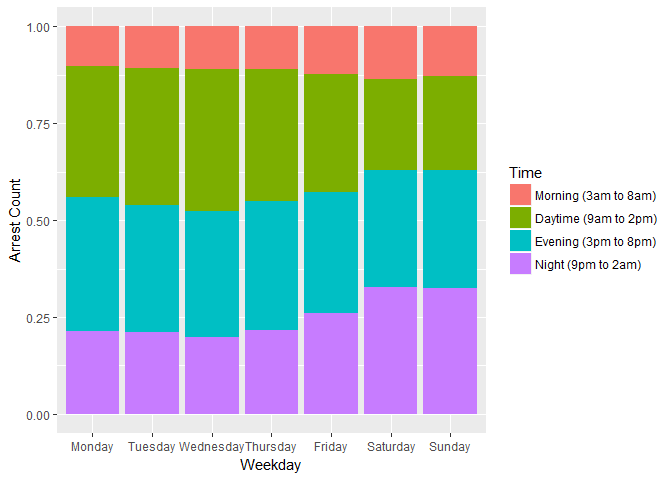 1.00
0.75
0.50
0.25
0.00
Arrest Count
Monday Tuesday Wednesday Thursday Friday Saturday Sunday
Weekday
Time
Morning (3am to 8am)
Daytime (9am to 2pm)
Evening (3pm to 8pm)
Night (9pm to 2am)